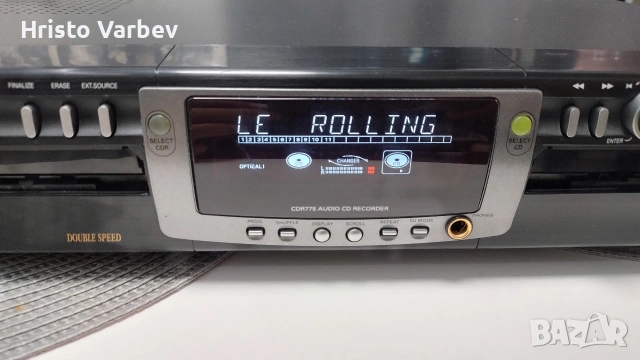 Hristo Varbev
FINALIZE ERASE EXT.SOURCE
SELECT CDR
LE ROLLING
1 2 3 4 5 6 7 8 9 10 11
CHANGER
OPTICAL I
L
R
CDR775 AUDIO CD RECORDER
SELECT CD
ENTER
PROG SHUFFLE DISPLAY SCROLL REPEAT DJ MODE
PHONES
DOUBLE SPEED
BAZAR